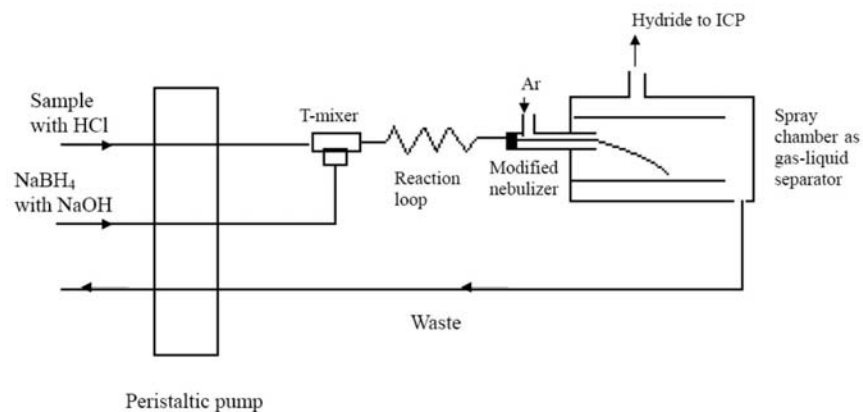 Hydride to ICP
Ar
Sample
with HCl
T-mixer
Spray
chamber as
gas-liquid
separator
NaBH₄
with NaOH
Reaction
loop
Modified
nebulizer
Waste
Peristaltic pump